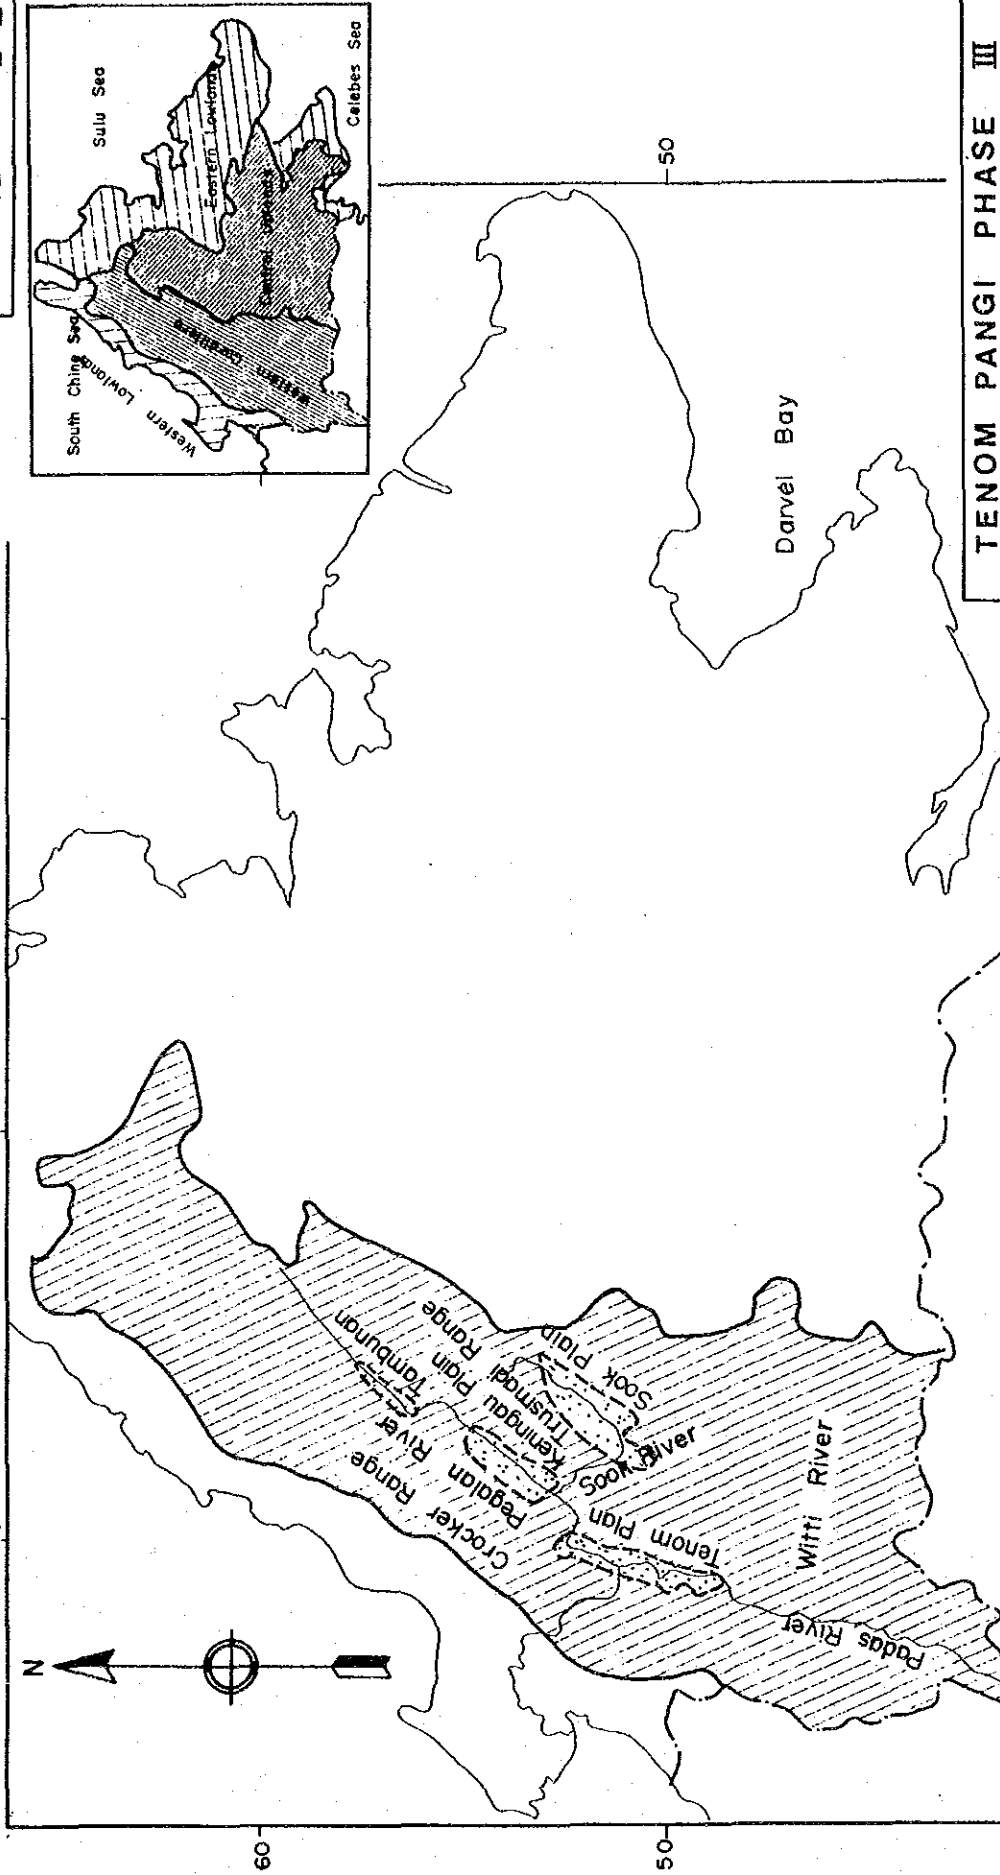 N
60
50
50
South Ching Sea
Sulu Sea
Celebes Sea
Western Lowlands
Western Cordillera
Central Uplands
Eastern Lowlands
Crocker Range
Pegalan River
Tambunan
Keningau Plain
Trusmadi Range
Sook Plain
Sook River
Tenom Plan
Padas River
Witti River
Darvel Bay
TENOM PANGI PHASE III